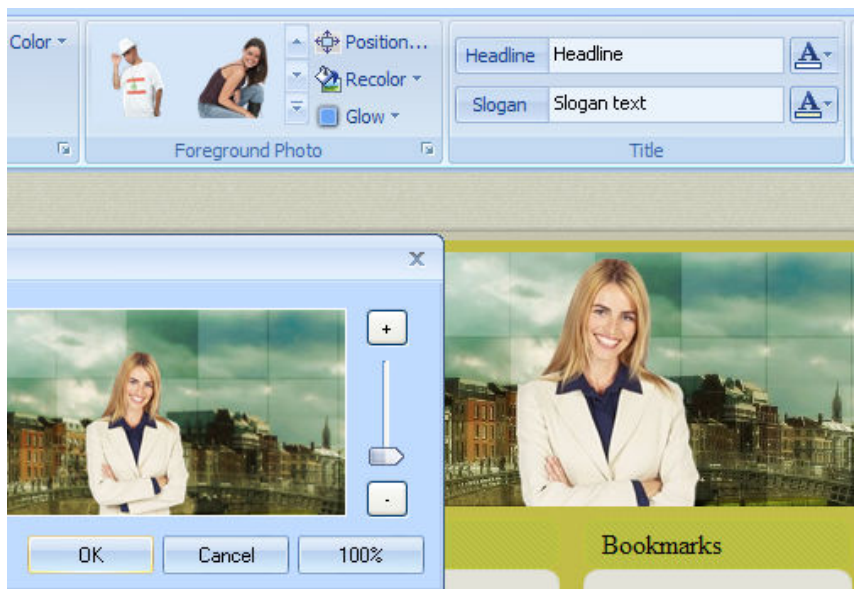 Color
Position...
Recolor
Glow
Foreground Photo
Headline Headline A
Slogan Slogan text A
Title
x
+
-
OK Cancel 100%
Bookmarks